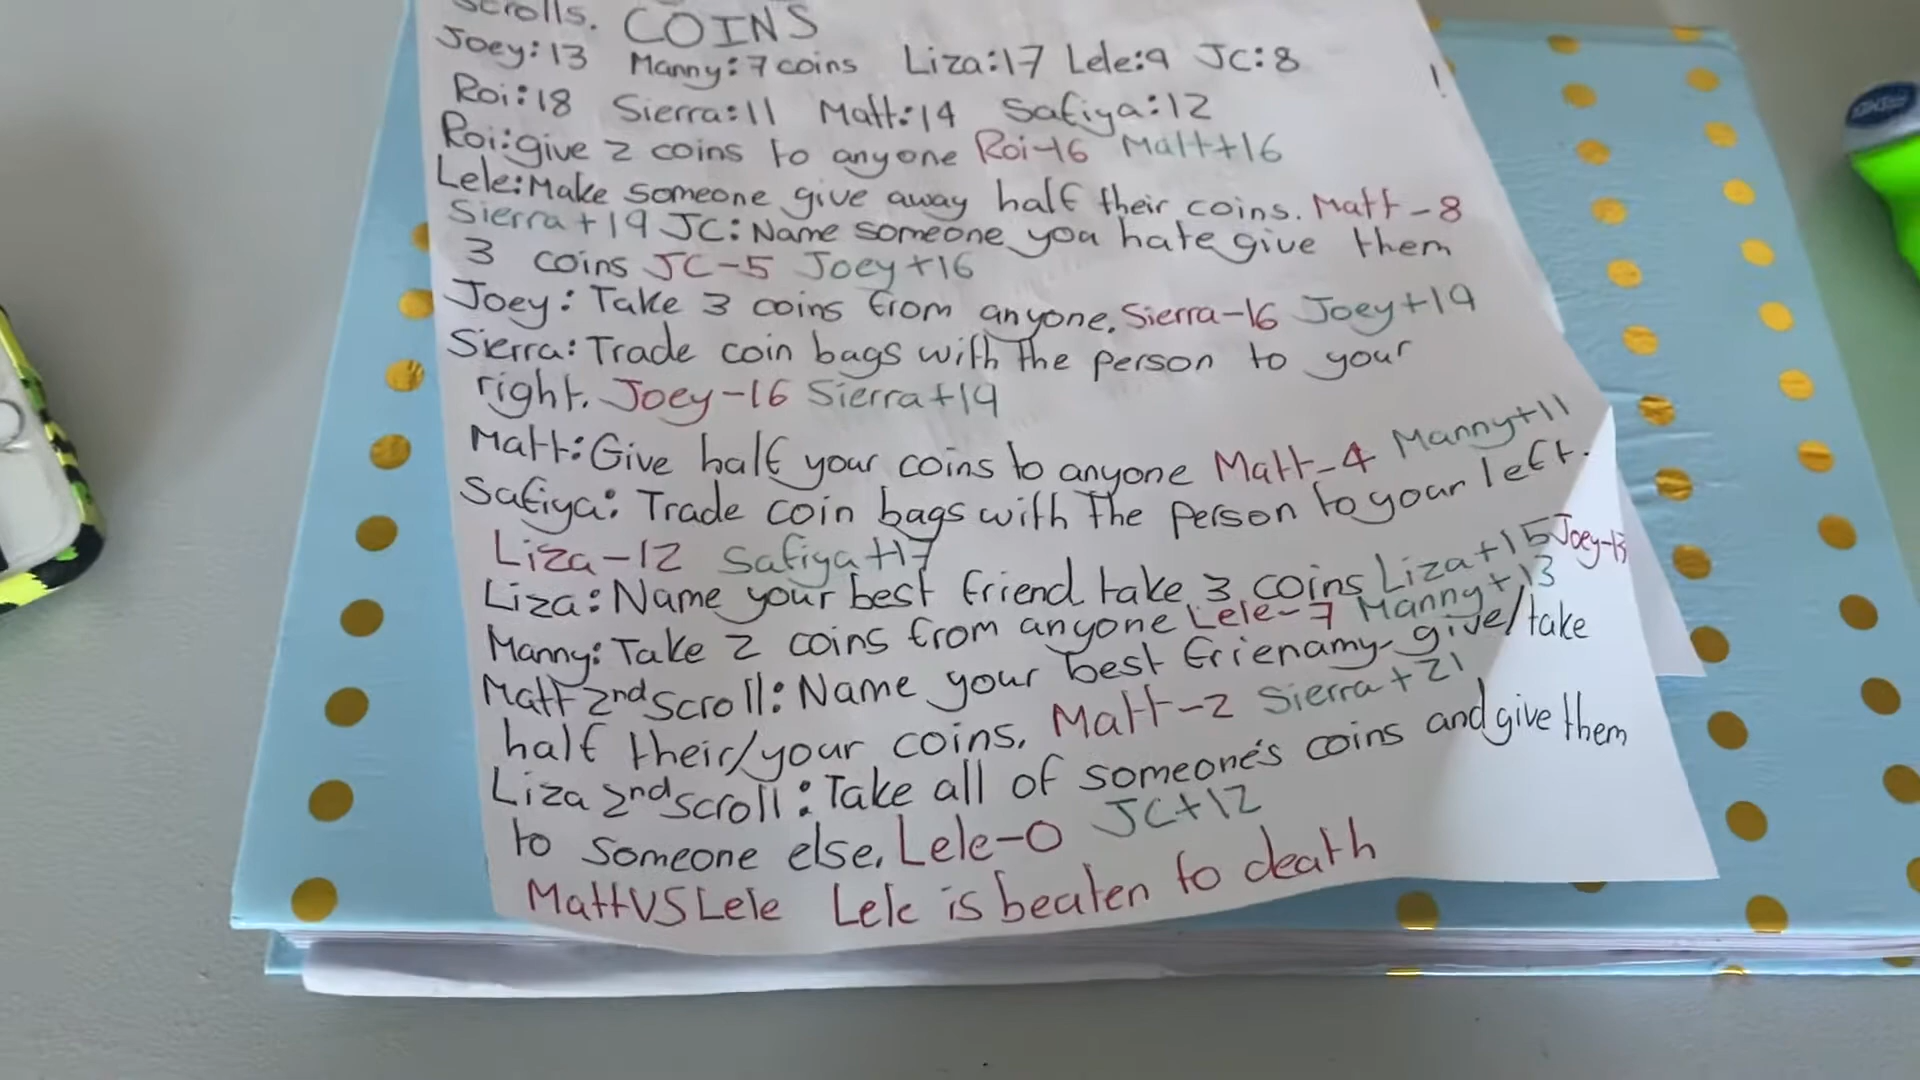 scrolls. COINS
Joey:13 Manny:7 coins Liza:17 Lele:9 JC:8
Roi:18 Sierra:11 Matt:14 Safiya:12
Roi:give 2 coins to anyone Roi-16 Matt+16
Lele:Make someone give away half their coins. Matt-8
Sierra+19 JC:Name someone you hate give them
3 coins JC-5 Joey+16
Joey: Take 3 coins from anyone. Sierra-16 Joey+19
Sierra: Trade coin bags with the person to your
right. Joey-16 Sierra+19
Matt:Give half your coins to anyone Matt-4 Manny+11
Safiya: Trade coin bags with the person to your left.
Liza-12 Safiya+17
Liza: Name your best friend take 3 coins Liza+15 Joey-13
Manny: Take 2 coins from anyone Lele-7 Manny+13
Matt 2nd scroll: Name your best frienamy-give/take
half their/your coins. Matt-2 Sierra+21
Liza 2nd scroll: Take all of someone's coins and give them
to someone else. Lele-0 JC+12
Matt VS Lele Lele is beaten to death